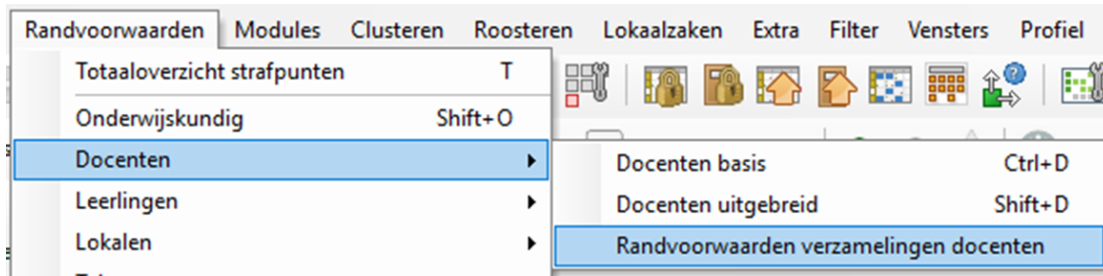 Randvoorwaarden Modules Clusteren Roosteren Lokaalzaken Extra Filter Vensters Profiel
Totaaloverzicht strafpunten T
Onderwijskundig Shift+O
Docenten
Docenten basis Ctrl+D
Leerlingen
Docenten uitgebreid Shift+D
Lokalen
Randvoorwaarden verzamelingen docenten